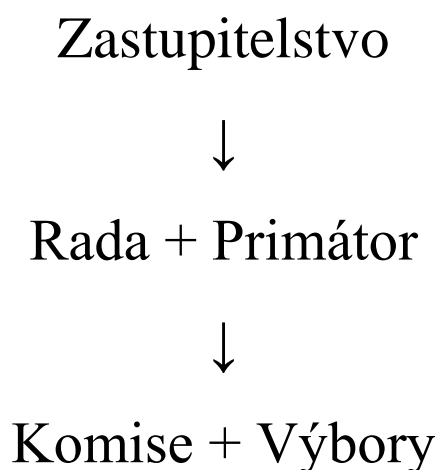 Zastupitelstvo
↓
Rada + Primátor
↓
Komise + Výbory